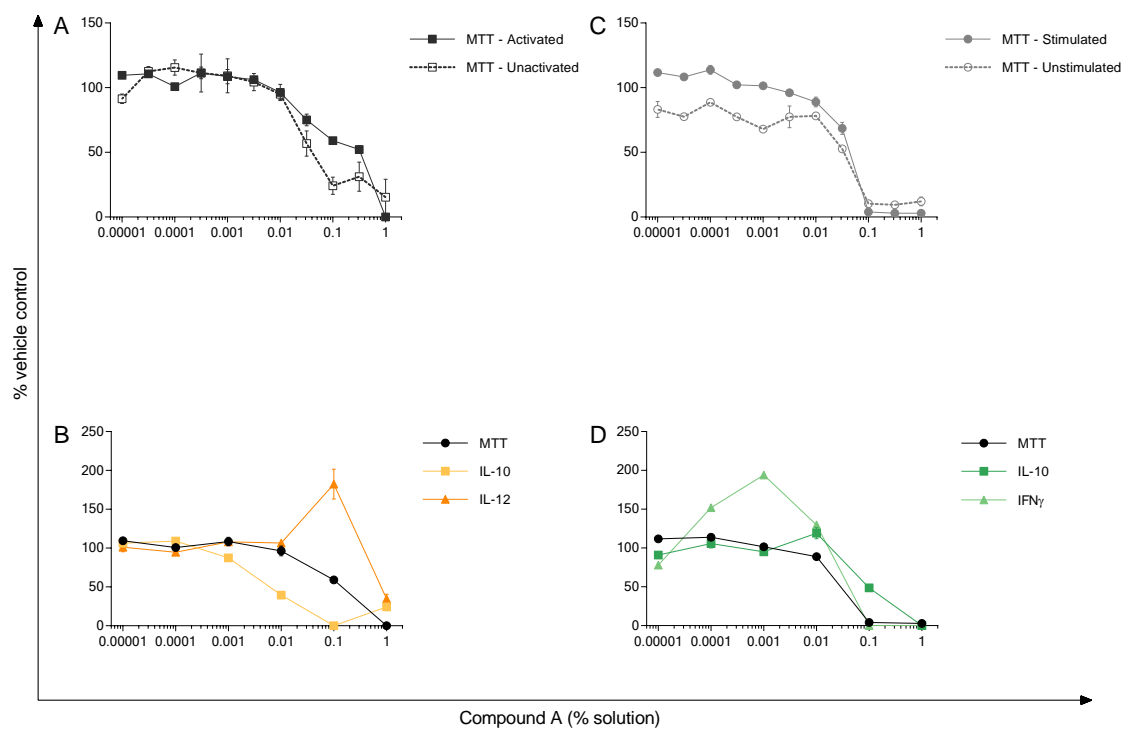 A
150
100
50
0
0.00001 0.0001 0.001 0.01 0.1 1
MTT - Activated
MTT - Unactivated
C
150
100
50
0
0.00001 0.0001 0.001 0.01 0.1 1
MTT - Stimulated
MTT - Unstimulated
% vehicle control
B
250
200
150
100
50
0
0.00001 0.0001 0.001 0.01 0.1 1
MTT
IL-10
IL-12
D
250
200
150
100
50
0
0.00001 0.0001 0.001 0.01 0.1 1
MTT
IL-10
IFNγ
Compound A (% solution)